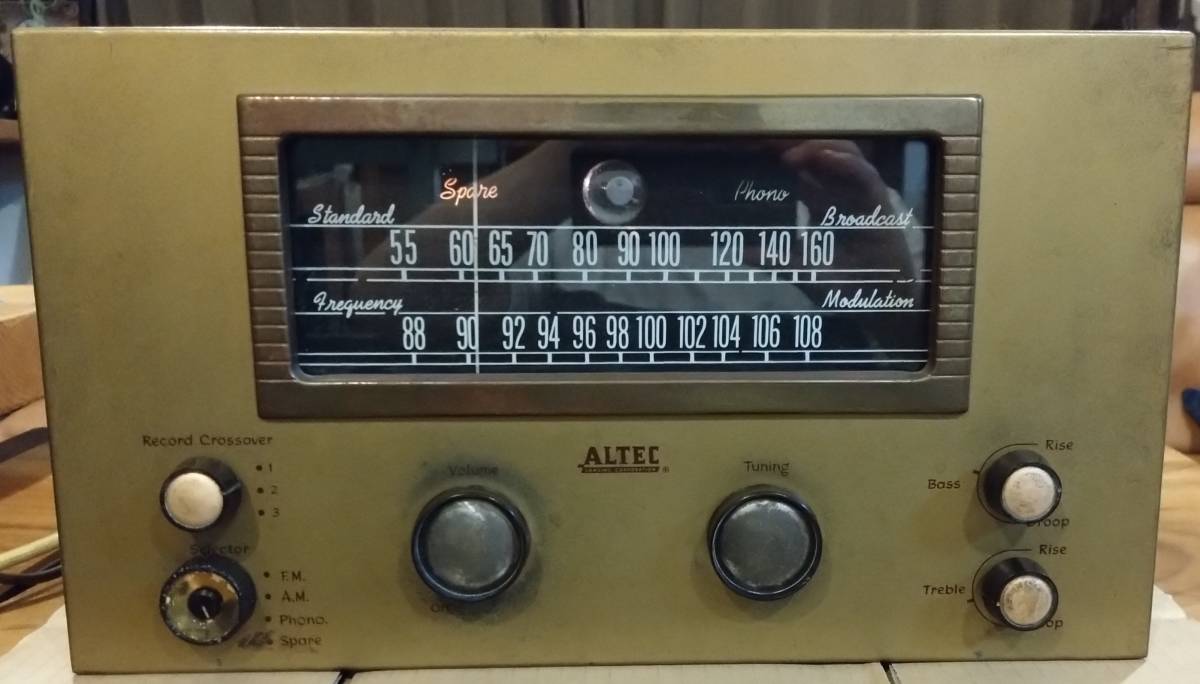 Spare Phono
Standard Broadcast
55 60 65 70 80 90 100 120 140 160
Frequency Modulation
88 90 92 94 96 98 100 102 104 106 108
Record Crossover
1
2
3
Selector
F.M.
A.M.
Phono.
Spare
Volume
ALTEC
LANSING CORPORATION ®
Tuning
Rise
Bass
Droop
Rise
Treble